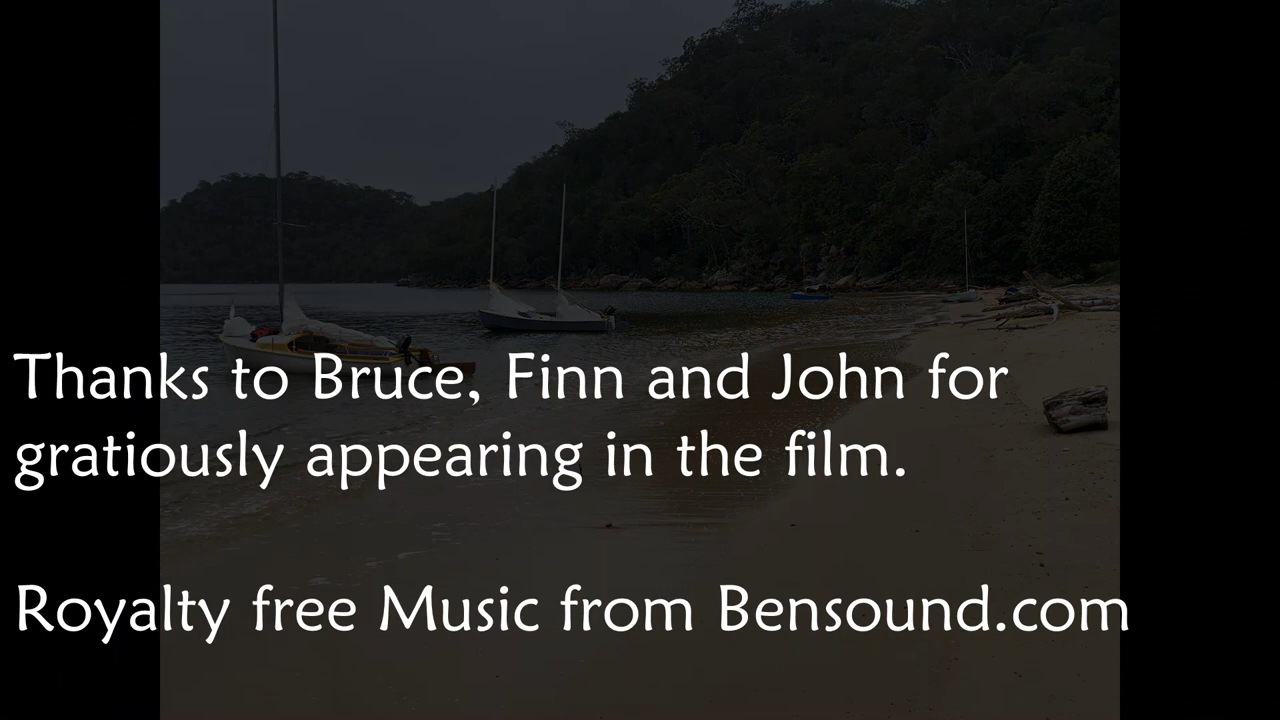 Thanks to Bruce, Finn and John for
gratiously appearing in the film.
Royalty free Music from Bensound.com